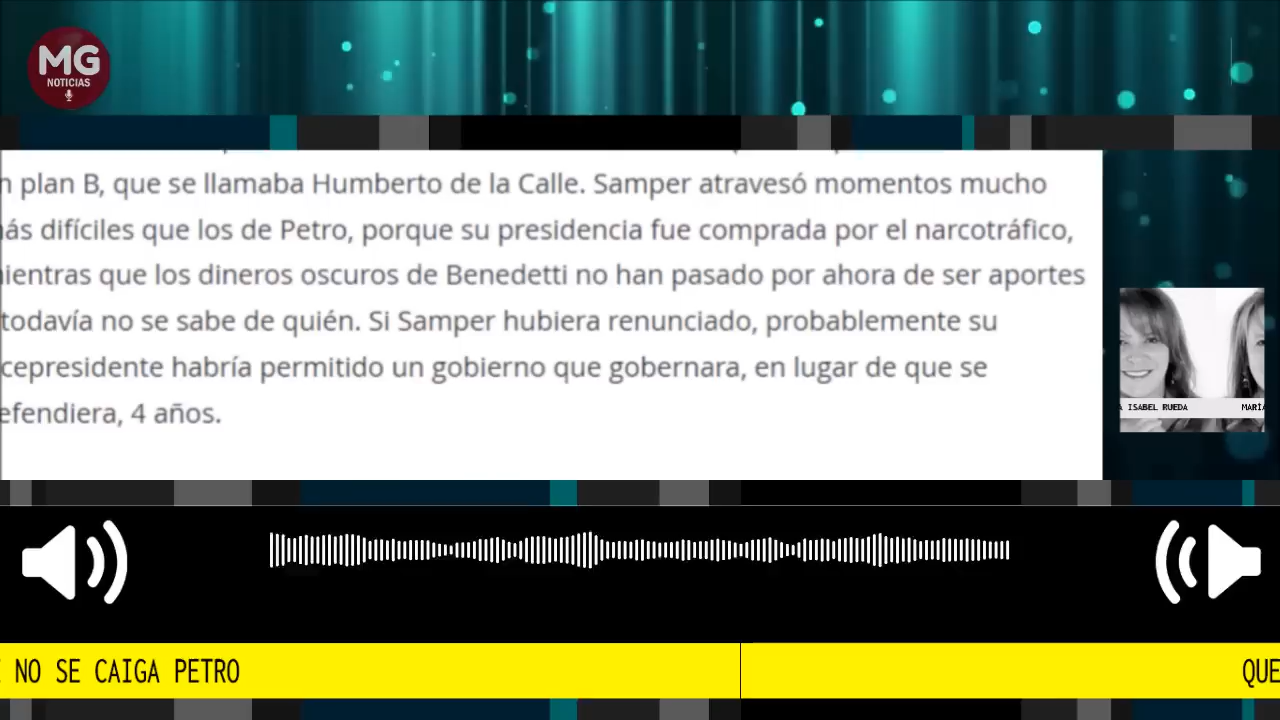 MG
NOTICIAS
n plan B, que se llamaba Humberto de la Calle. Samper atravesó momentos mucho
ás difíciles que los de Petro, porque su presidencia fue comprada por el narcotráfico,
ientras que los dineros oscuros de Benedetti no han pasado por ahora de ser aportes
todavía no se sabe de quién. Si Samper hubiera renunciado, probablemente su
cepresidente habría permitido un gobierno que gobernara, en lugar de que se
efendiera, 4 años.
A ISABEL RUEDA MARÍA
NO SE CAIGA PETRO QUE